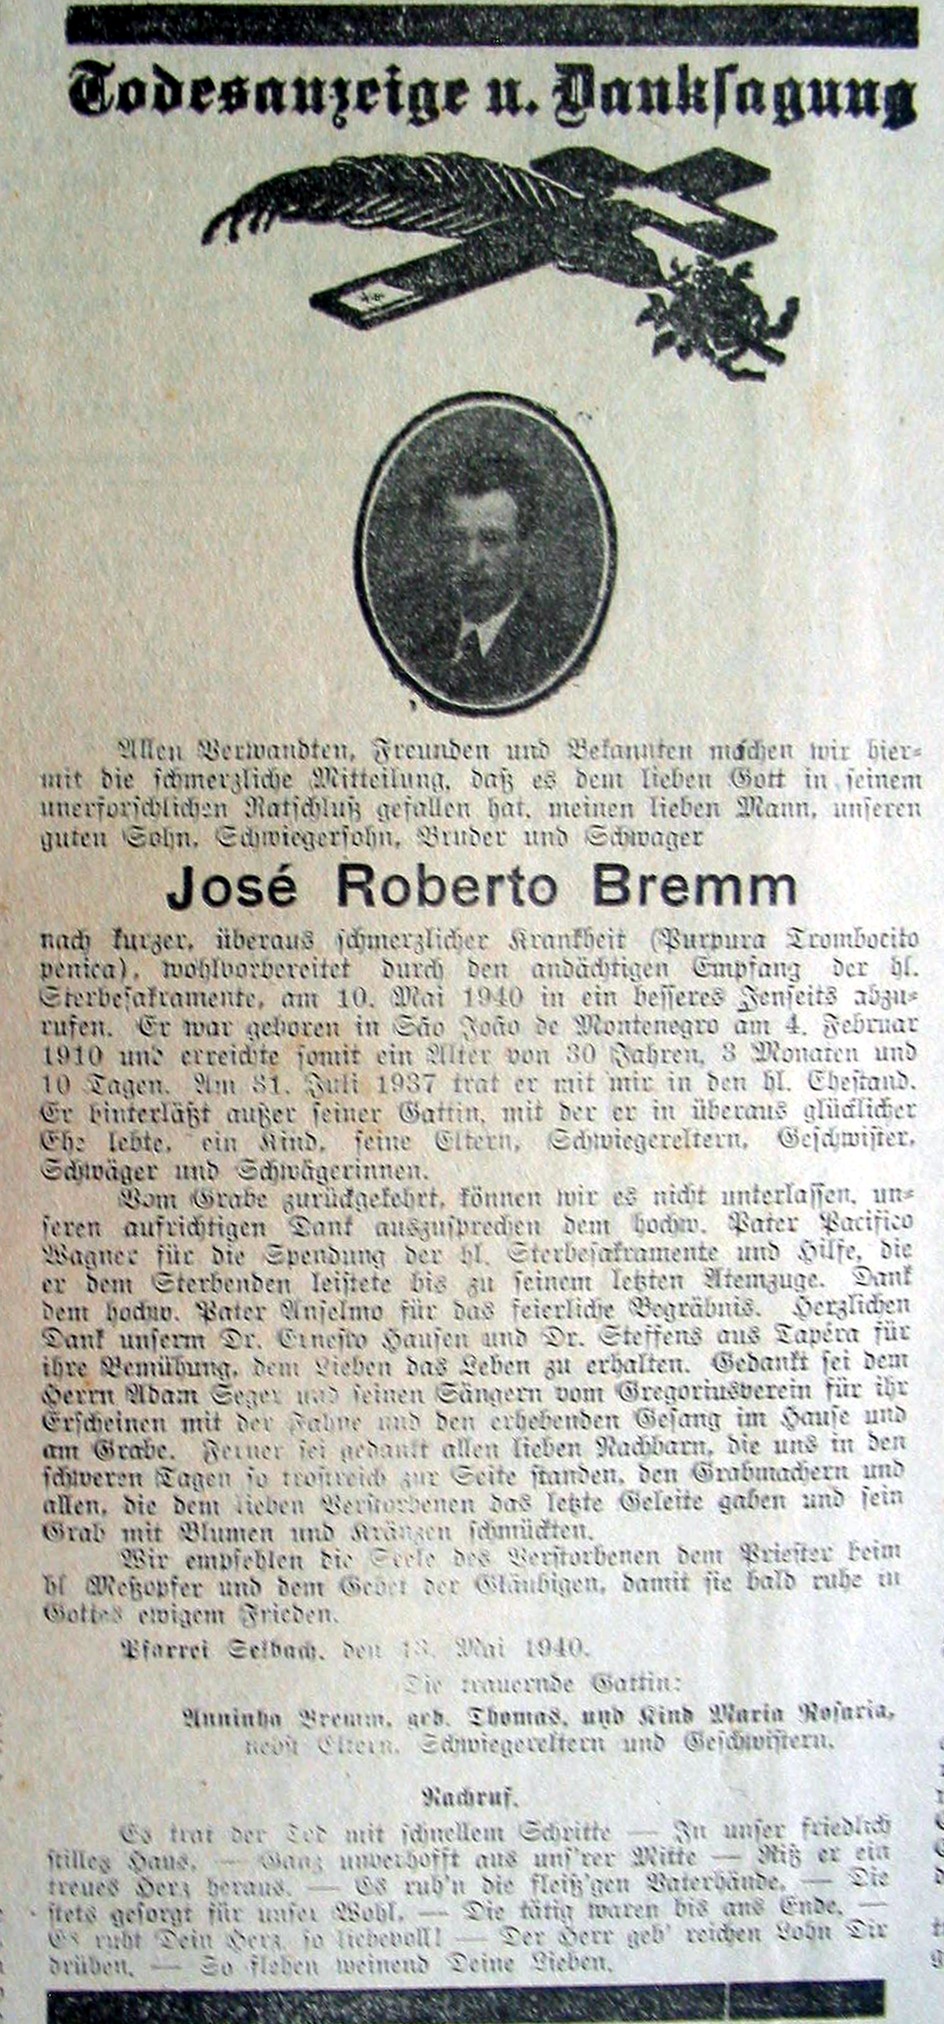 Todesanzeige u. Danksagung
Allen Verwandten, Freunden und Bekannten machen wir hier-
mit die schmerzliche Mitteilung, daß es dem lieben Gott in seinem
unerforschlichen Ratschluß gefallen hat, meinen lieben Mann, unseren
guten Sohn, Schwiegersohn, Bruder und Schwager
José Roberto Bremm
nach kurzer, überaus schmerzlicher Krankheit (Purpura Trombocito
penica), wohlvorbereitet durch den andächtigen Empfang der hl.
Sterbesakramente, am 10. Mai 1940 in ein besseres Jenseits abzu-
rufen. Er war geboren in São João de Montenegro am 4. Februar
1910 und erreichte somit ein Alter von 30 Jahren, 3 Monaten und
10 Tagen. Am 31. Juli 1937 trat er mit mir in den hl. Ehestand.
Er hinterläßt außer seiner Gattin, mit der er in überaus glücklicher
Ehe lebte, ein Kind, seine Eltern, Schwiegereltern, Geschwister,
Schwäger und Schwägerinnen.
Vom Grabe zurückgekehrt, können wir es nicht unterlassen, un-
seren aufrichtigen Dank auszusprechen dem hochw. Pater Pacifico
Wagner für die Spendung der hl. Sterbesakramente und Hilfe, die
er dem Sterbenden leistete bis zu seinem letzten Atemzuge. Dank
dem hochw. Pater Anselmo für das feierliche Begräbnis. Herzlichen
Dank unserm Dr. Ernesto Hausen und Dr. Steffens aus Tapéra für
ihre Bemühung, dem Lieben das Leben zu erhalten. Gedankt sei dem
Herrn Adam Seger und seinen Sängern vom Gregoriusverein für ihr
Erscheinen mit der Fahne und den erhebenden Gesang im Hause und
am Grabe. Ferner sei gedankt allen lieben Nachbarn, die uns in den
schweren Tagen so trostreich zur Seite standen, den Grabmachern und
allen, die dem lieben Verstorbenen das letzte Geleite gaben und sein
Grab mit Blumen und Kränzen schmückten.
Wir empfehlen die Seele des Verstorbenen dem Priester beim
hl Meßopfer und dem Gebet der Gläubigen, damit sie bald ruhe in
Gottes ewigem Frieden.
Pfarrei Selbach, den 13. Mai 1940.
Die trauernde Gattin:
Anninha Bremm, geb. Thomas, und Kind Maria Rosaria,
nebst Eltern, Schwiegereltern und Geschwistern.
Nachruf.
Es trat der Tod mit schnellem Schritte — In unser friedlich
stilles Haus, — Ganz unverhofft aus uns'rer Mitte — Riß er ein
treues Herz heraus. — Es ruh'n die fleiß'gen Vaterhände, — Die
stets gesorgt für unser Wohl, — Die tätig waren bis ans Ende, —
Es ruht Dein Herz, so liebevoll! — Der Herr geb' reichen Lohn Dir
drüben, — So flehen weinend Deine Lieben.